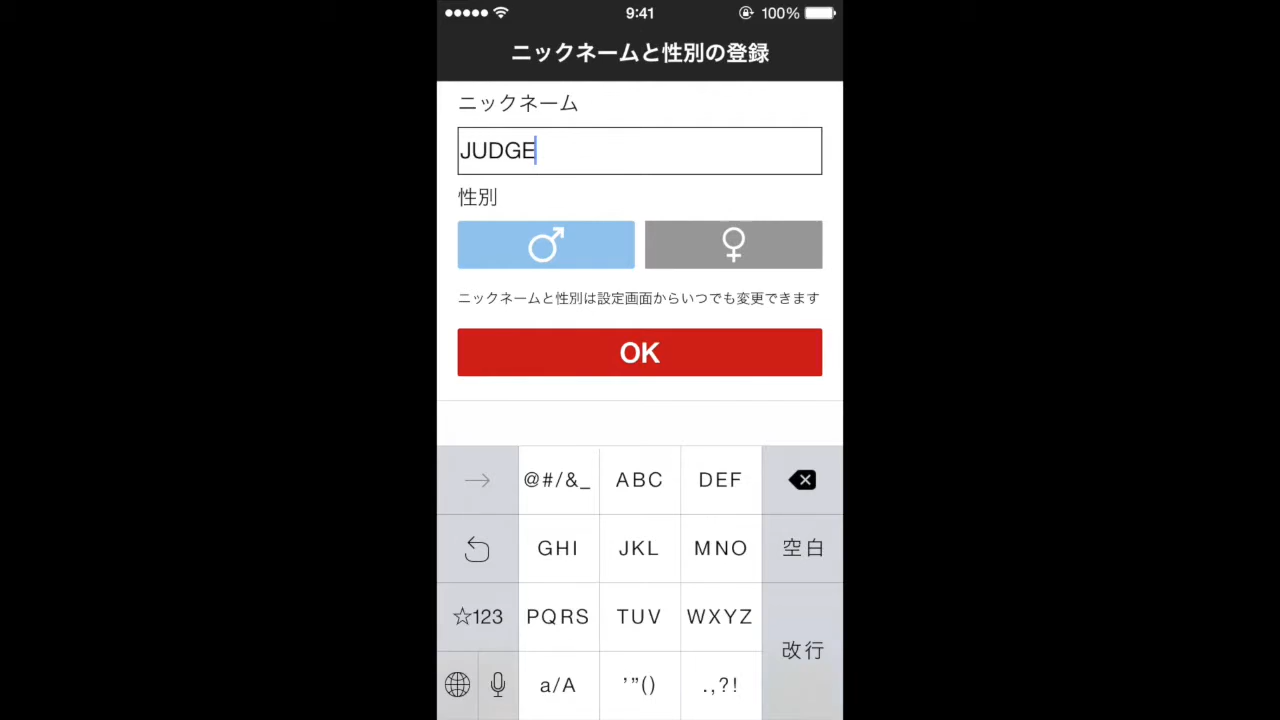 9:41
100%
ニックネームと性別の登録
ニックネーム
JUDGE
性別
♂ ♀
ニックネームと性別は設定画面からいつでも変更できます
OK
→ @#/&_ ABC DEF
GHI JKL MNO 空白
☆123 PQRS TUV WXYZ
改行
a/A '"() .,?!